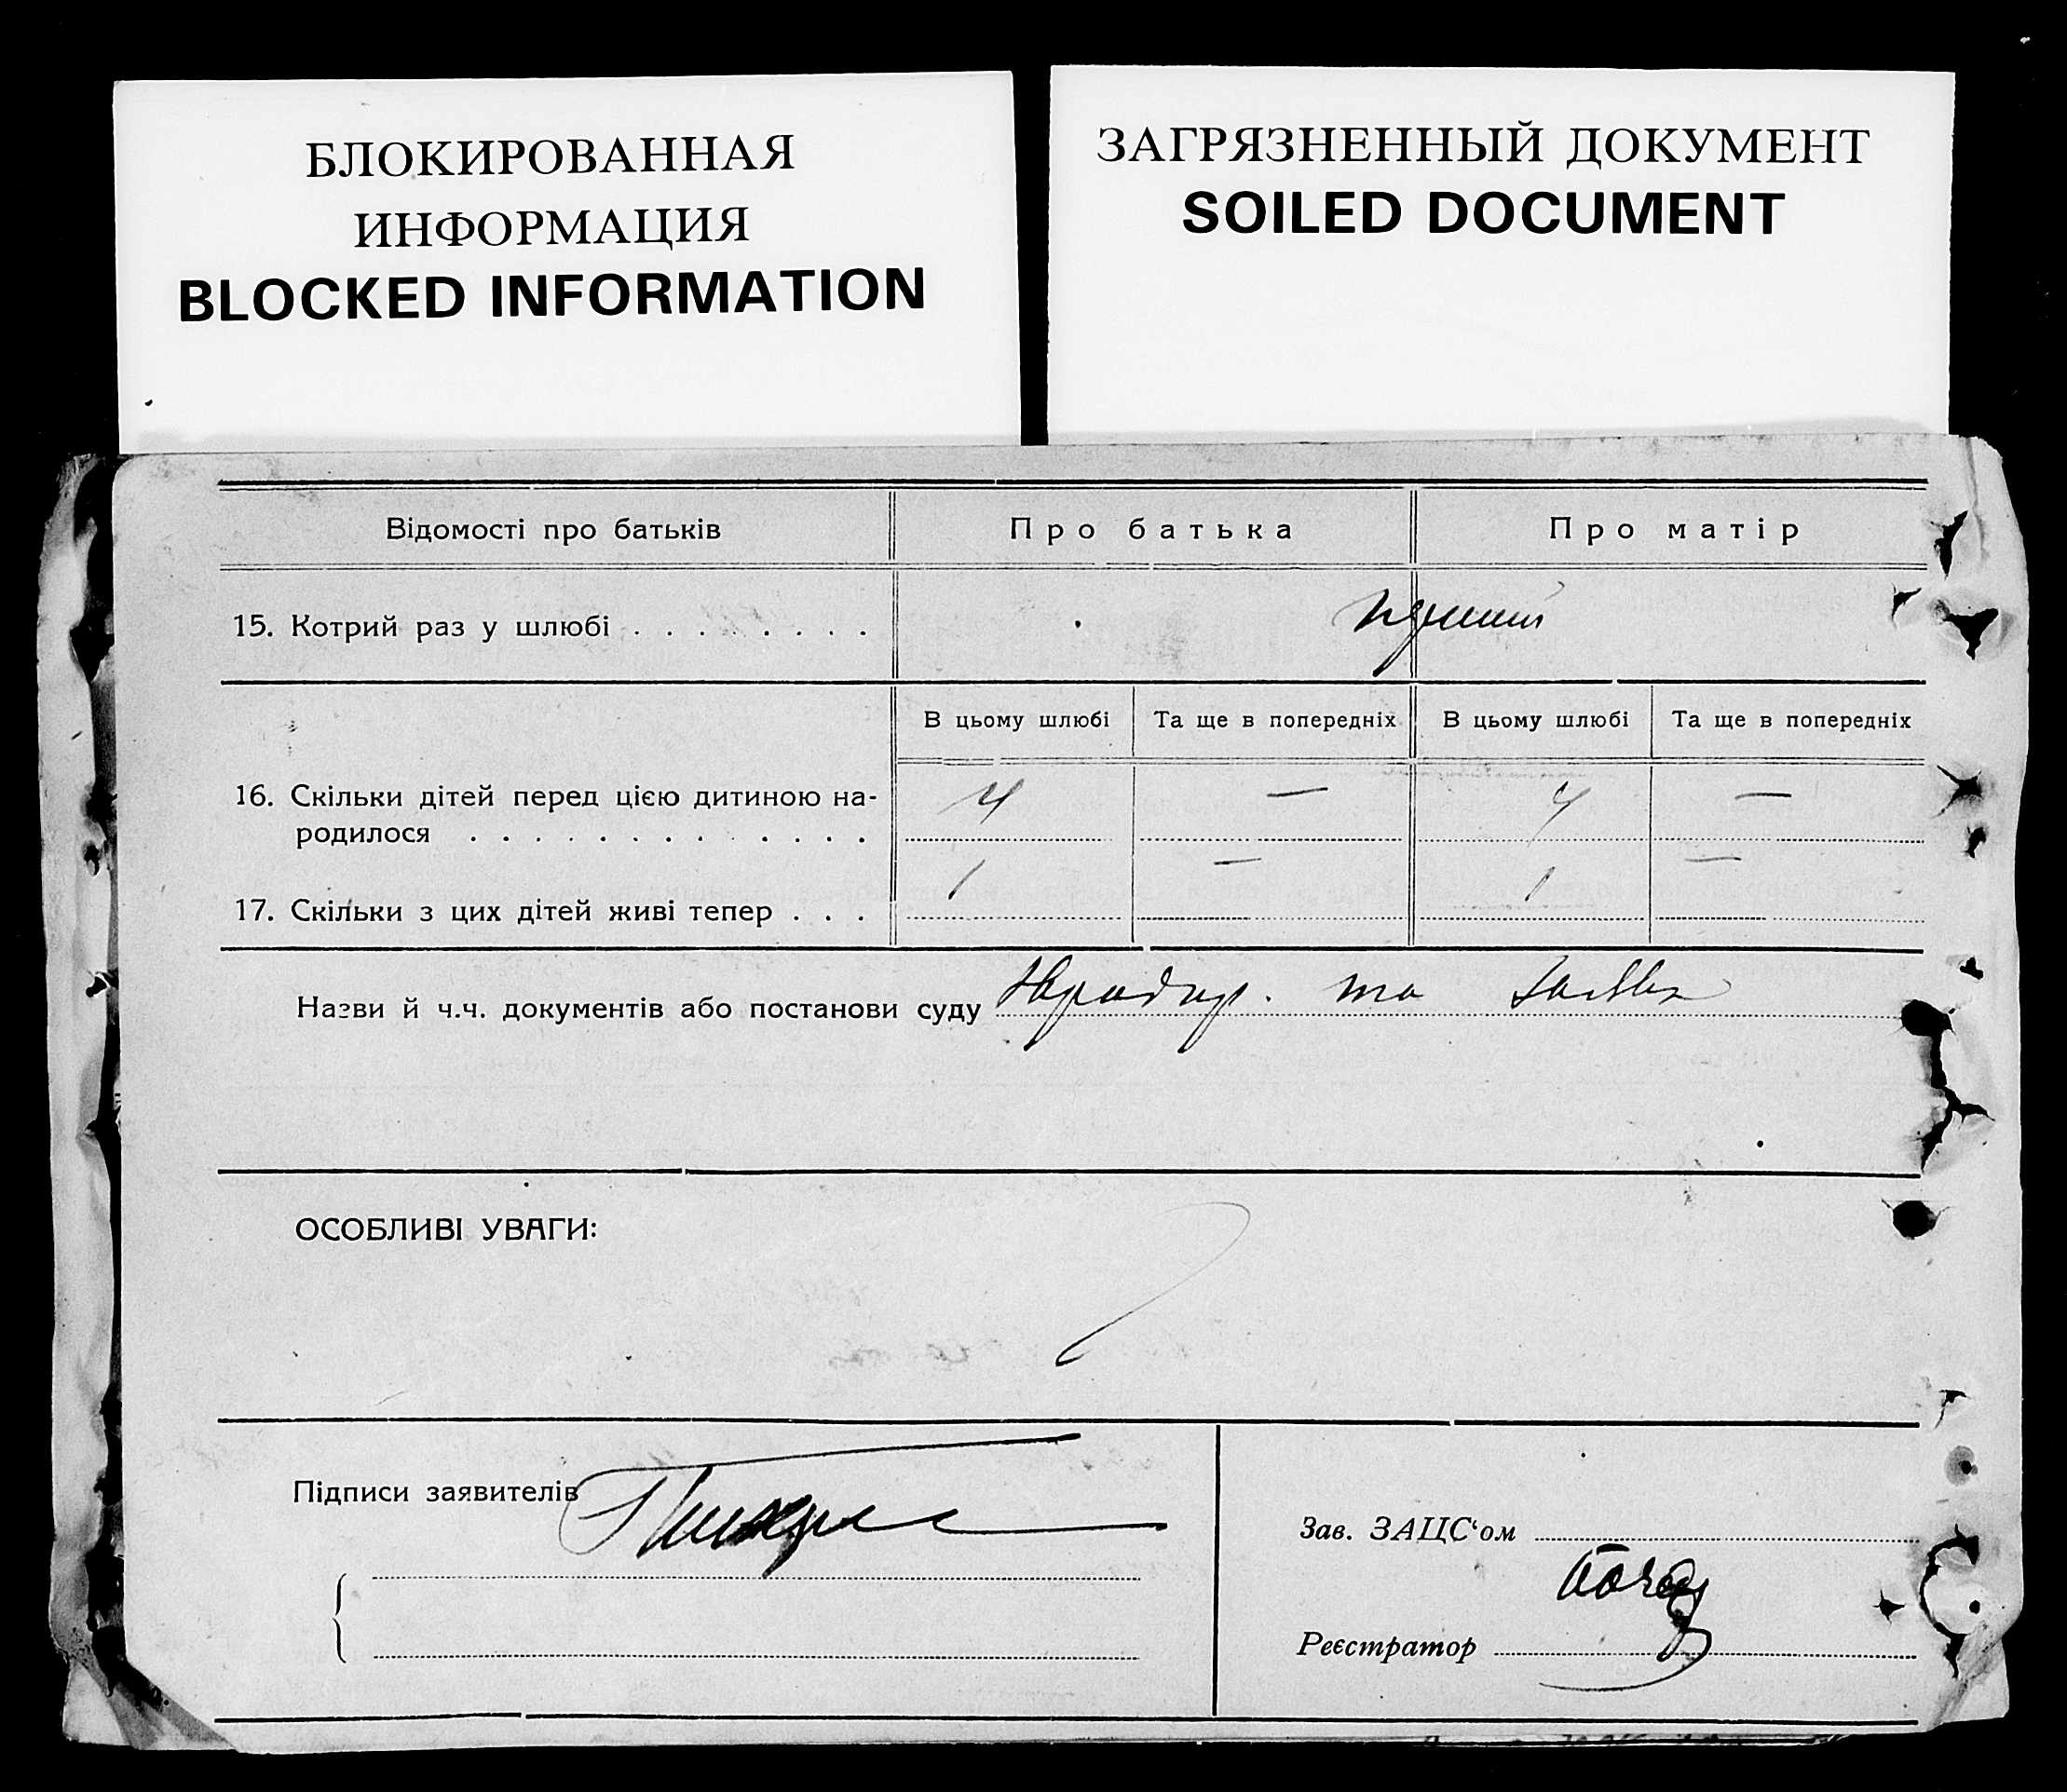 БЛОКИРОВАННАЯ
ИНФОРМАЦИЯ
BLOCKED INFORMATION
ЗАГРЯЗНЕННЫЙ ДОКУМЕНТ
SOILED DOCUMENT
Відомості про батьків Про батька Про матір
15. Котрий раз у шлюбі . . . . . . . .
В цьому шлюбі Та ще в попередніх В цьому шлюбі Та ще в попередніх
16. Скільки дітей перед цією дитиною на- 4 — 4 —
родилося . . . . . . . . . . . . .
17. Скільки з цих дітей живі тепер . . . 1 — 1 —
Назви й ч.ч. документів або постанови суду та
ОСОБЛИВІ УВАГИ:
Підписи заявителів
Зав. ЗАЦС‘ом
Реєстратор